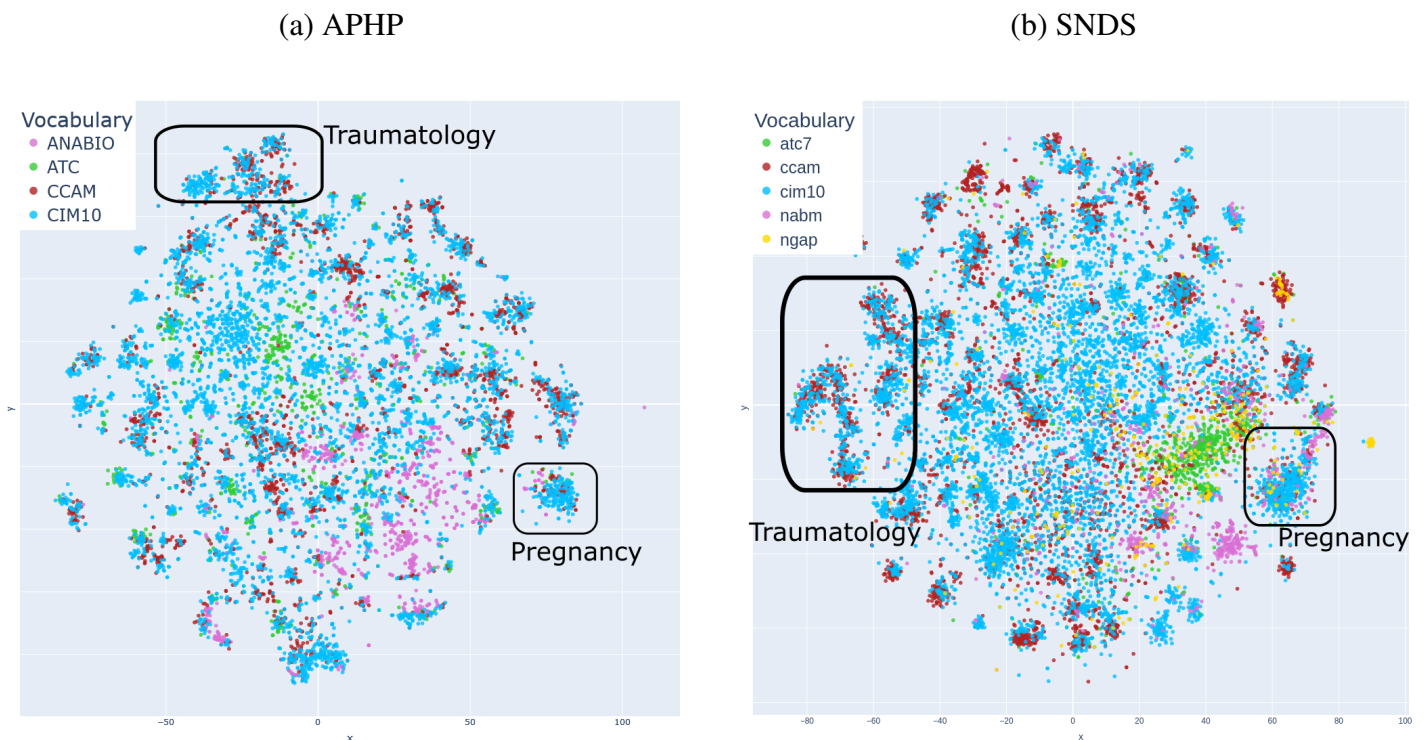 (a) APHP
Vocabulary
ANABIO
ATC
CCAM
CIM10
Traumatology
Pregnancy
y
−50
0
50
100
x
(b) SNDS
Vocabulary
atc7
ccam
cim10
nabm
ngap
Traumatology
Pregnancy
y
−80
−60
−40
−20
0
20
40
60
80
100
x